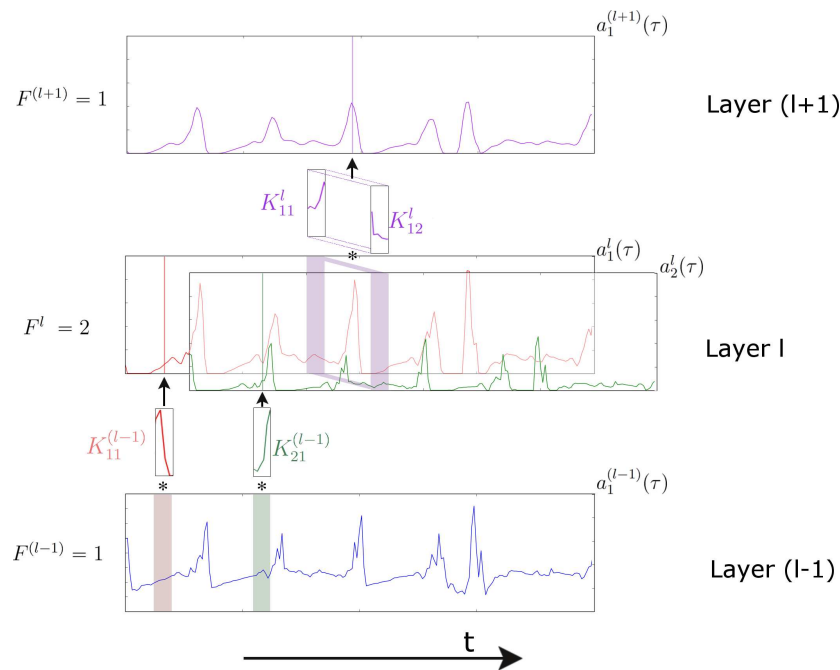 a_1^{(l+1)}(τ)
F^{(l+1)} = 1
Layer (l+1)
K_{11}^l
K_{12}^l
*
a_1^l(τ)
a_2^l(τ)
F^l = 2
Layer l
K_{11}^{(l-1)}
K_{21}^{(l-1)}
* *
a_1^{(l-1)}(τ)
F^{(l-1)} = 1
Layer (l-1)
t